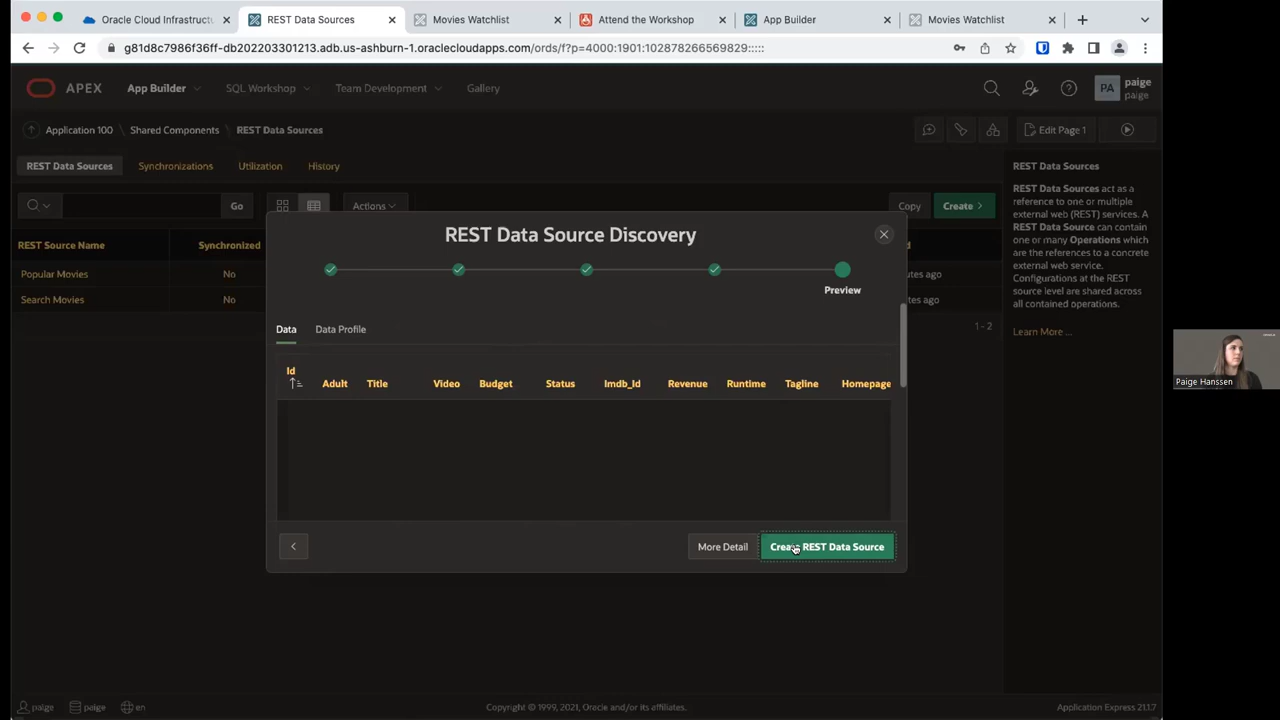 Oracle Cloud Infrastruct
REST Data Sources
Movies Watchlist
Attend the Workshop
App Builder
Movies Watchlist
g81d8c7986f36ff-db202203301213.adb.us-ashburn-1.oraclecloudapps.com/ords/f?p=4000:1901:102878266569829:::::
APEX
App Builder
SQL Workshop
Team Development
Gallery
PA
paige
paige
Application 100
Shared Components
REST Data Sources
Edit Page 1
REST Data Sources
Synchronizations
Utilization
History
Go
Actions
Copy
Create
REST Source Name
Synchronized
d
Popular Movies
No
utes ago
Search Movies
No
utes ago
1 - 2
REST Data Sources
REST Data Sources act as a
reference to one or multiple
external web (REST) services. A
REST Data Source can contain
one or many Operations which
are the references to a concrete
external web service.
Configurations at the REST
source level are shared across
all contained operations.
Learn More ...
REST Data Source Discovery
Preview
Data
Data Profile
Id
Adult
Title
Video
Budget
Status
Imdb_Id
Revenue
Runtime
Tagline
Homepage
More Detail
Create REST Data Source
Paige Hanssen
paige
paige
en
Copyright © 1999, 2021, Oracle and/or its affiliates.
Application Express 21.1.7